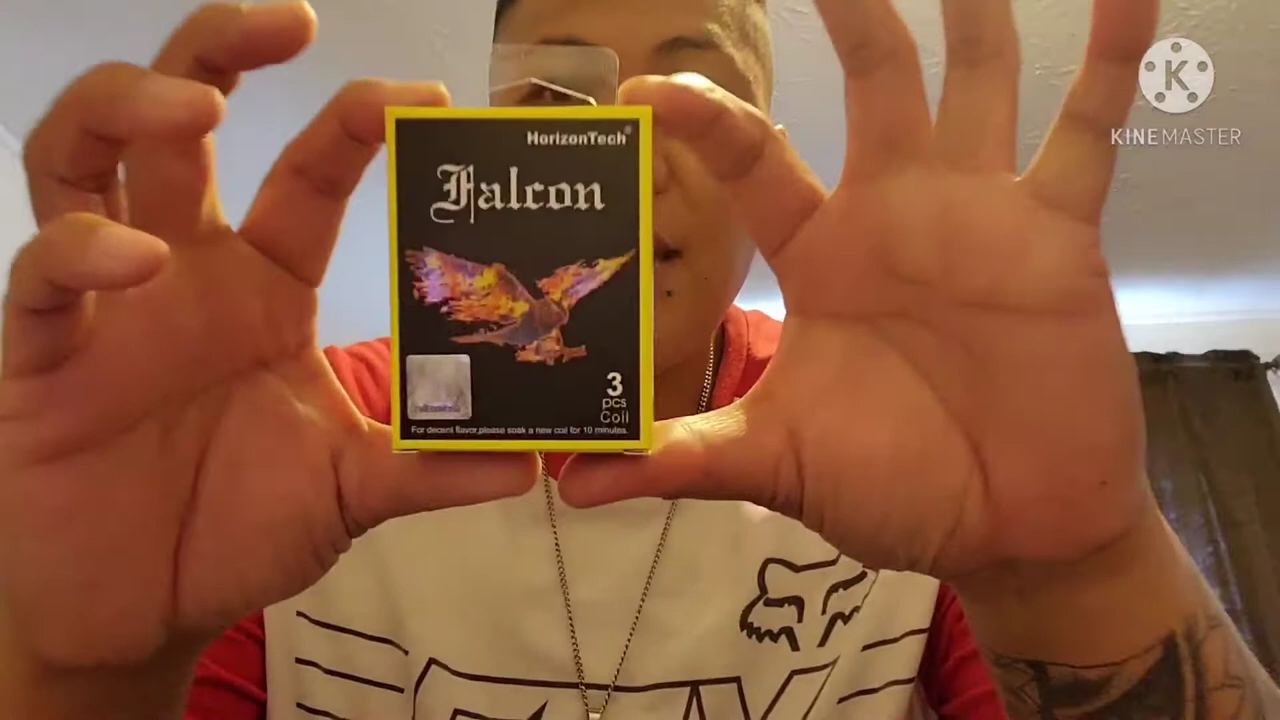 K
KINEMASTER
HorizonTech®
Falcon
3
pcs
Coil
For decent flavor,please soak a new coil for 10 minutes.